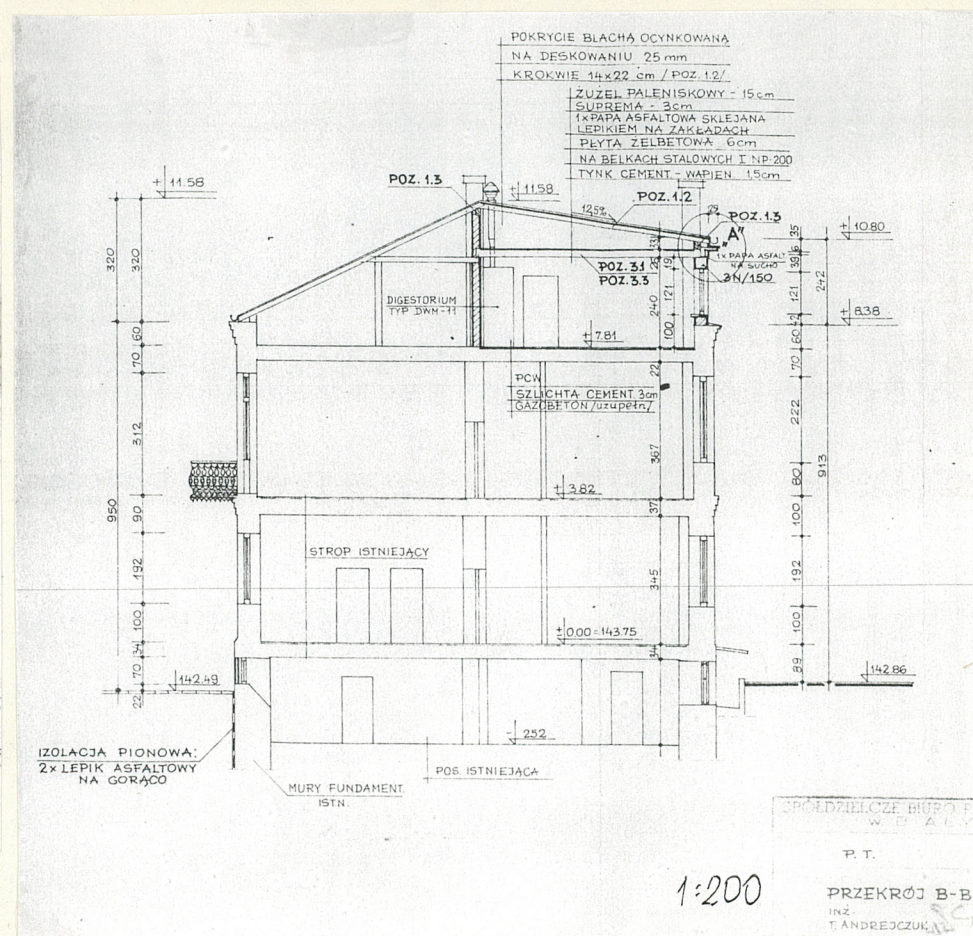 POKRYCIE BLACHĄ OCYNKOWANĄ
NA DESKOWANIU 25 mm
KROKWIE 14x22 cm / POZ. 1.2/
ŻUŻEL PALENISKOWY - 15cm
SUPREMA - 3cm
1x PAPA ASFALTOWA SKLEJANA
LEPIKIEM NA ZAKŁADACH
PŁYTA ŻELBETOWA 6cm
NA BELKACH STALOWYCH I NP-200
TYNK CEMENT - WAPIEN. 1,5cm
± 11.58
POZ. 1.3
± 11.58
12,5%
POZ. 1.2
25
POZ. 1.3
"A"
± 10.80
1x PAPA ASFALT
NA SUCHO
POZ. 3.1
POZ. 3.3
3N/150
320
320
DIGESTORIUM
TYP DWM-11
240
19
121
100
35
6
38
121
42
242
± 8.38
± 7.81
60
70
22
60
70
PCW
SZLICHTA CEMENT. 3cm
GAZOBETON /uzupełn/
312
367
222
913
80
± 3.82
950
90
37
100
STROP ISTNIEJĄCY
192
345
192
100
± 0,00 = 143.75
100
34
34
70
142.49
22
89
142.86
- 252
IZOLACJA PIONOWA:
2x LEPIK ASFALTOWY
NA GORĄCO
POS. ISTNIEJĄCA
MURY FUNDAMENT.
ISTN.
SPÓŁDZIELCZE BIURO P
P. T.
1:200
PRZEKRÓJ B-B
INŻ.
T. ANDREJCZUK